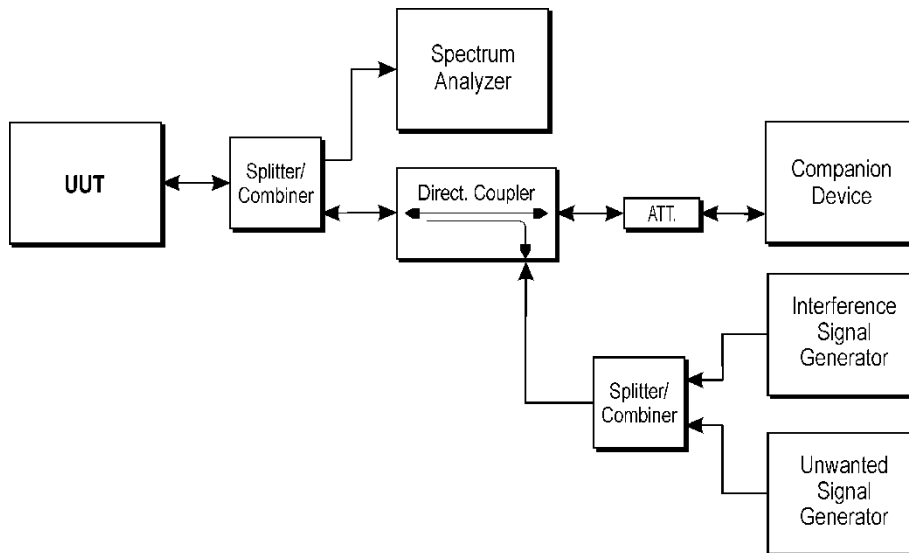 Spectrum
Analyzer
UUT
Splitter/
Combiner
Direct. Coupler
ATT.
Companion
Device
Interference
Signal
Generator
Splitter/
Combiner
Unwanted
Signal
Generator